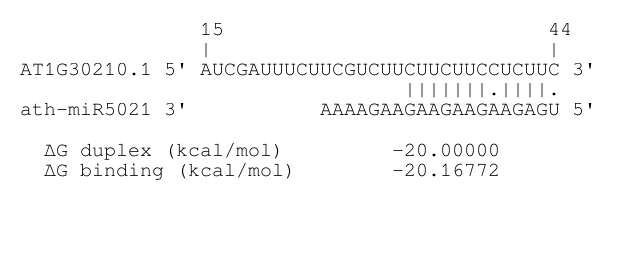 15 44
| |
AT1G30210.1 5' AUCGAUUUCUUCGUCUUCUUCUUCCUCUUC 3'
|||||||.||||.
ath-miR5021 3' AAAAGAAGAAGAAGAAGAGU 5'
ΔG duplex (kcal/mol) -20.00000
ΔG binding (kcal/mol) -20.16772